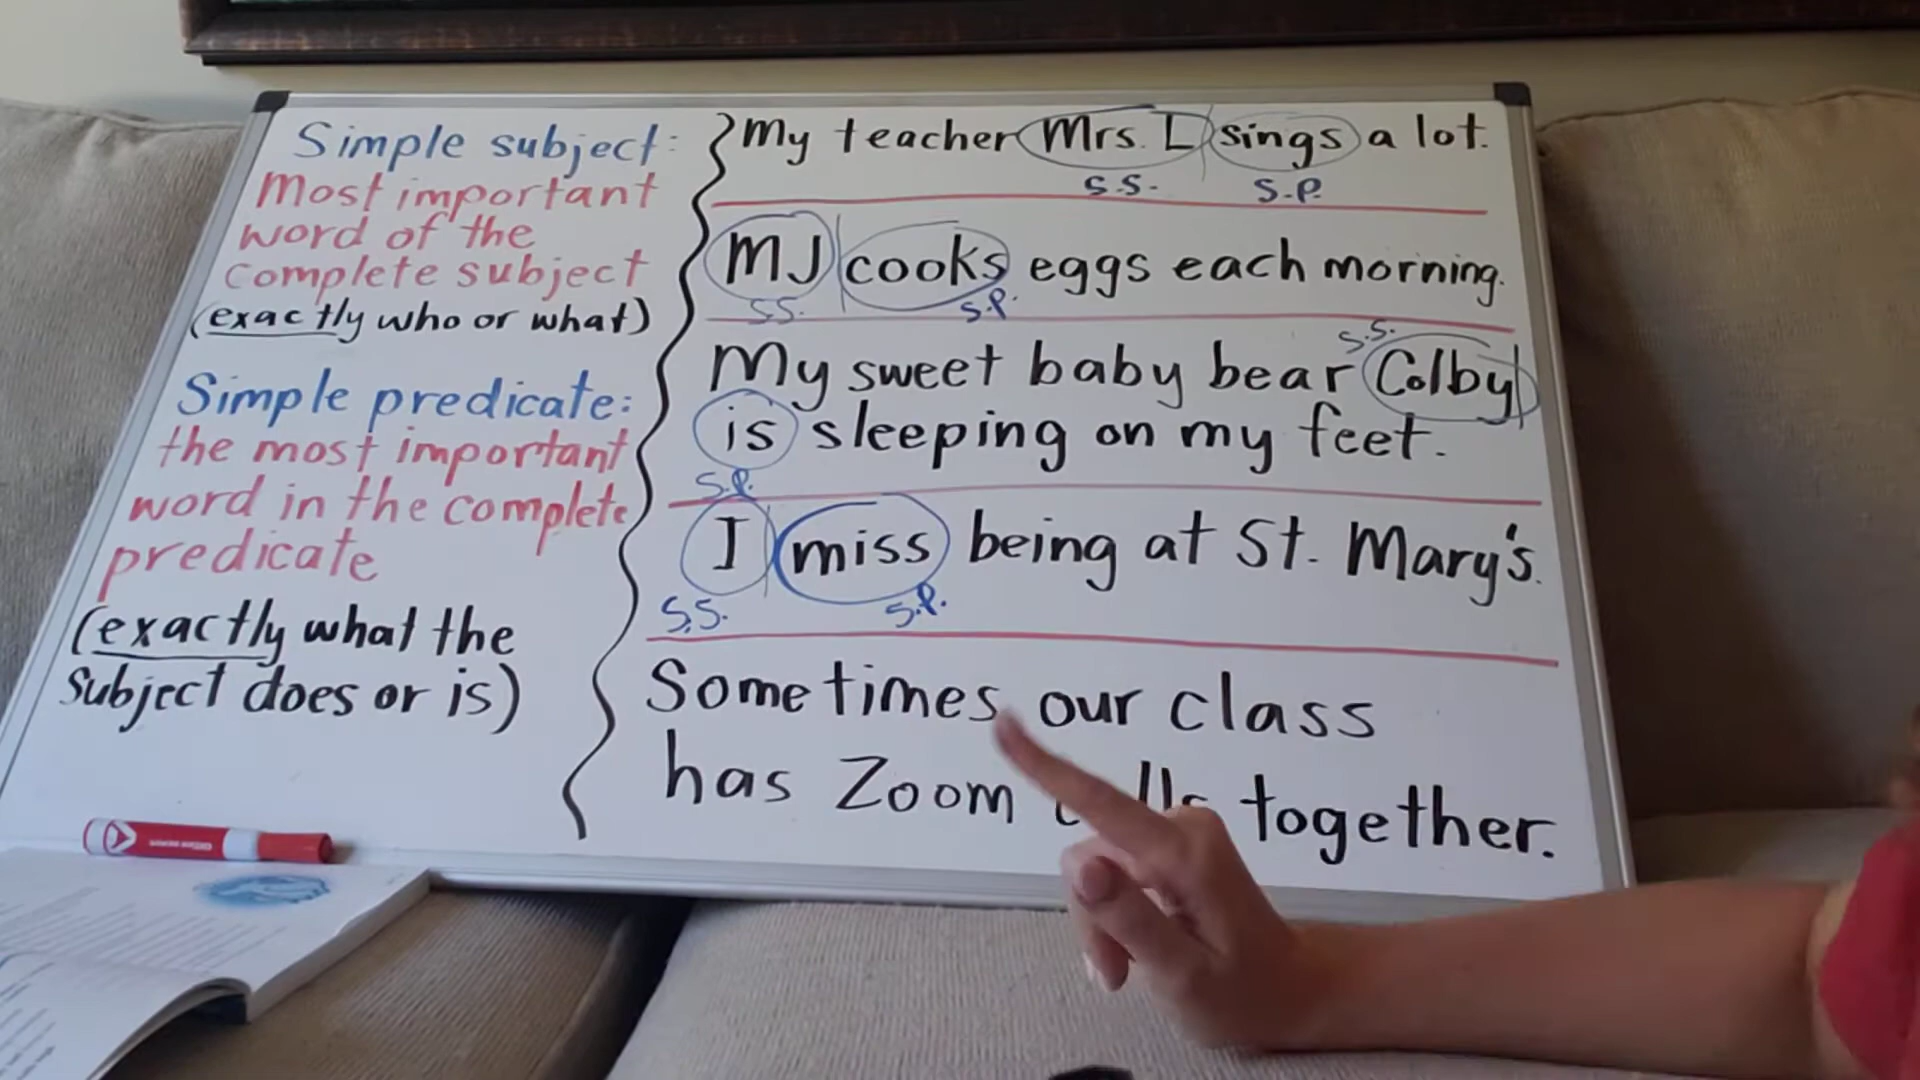 Simple subject:
Most important
word of the
complete subject
(exactly who or what)
Simple predicate:
the most important
word in the complete
predicate
(exactly what the
subject does or is)
My teacher Mrs. L sings a lot.
s.s. s.p.
MJ cooks eggs each morning.
s.s. s.p.
s.s.
My sweet baby bear Colby
is sleeping on my feet.
s.p.
I miss being at St. Mary's.
s.s. s.p.
Sometimes our class
has Zoom together.